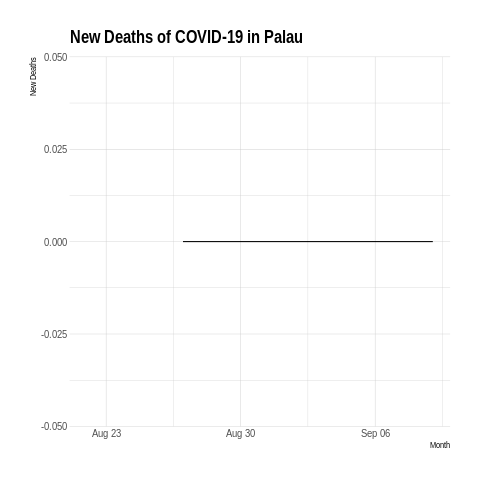 New Deaths of COVID-19 in Palau
New Deaths
0.050
0.025
0.000
-0.025
-0.050
Aug 23
Aug 30
Sep 06
Month